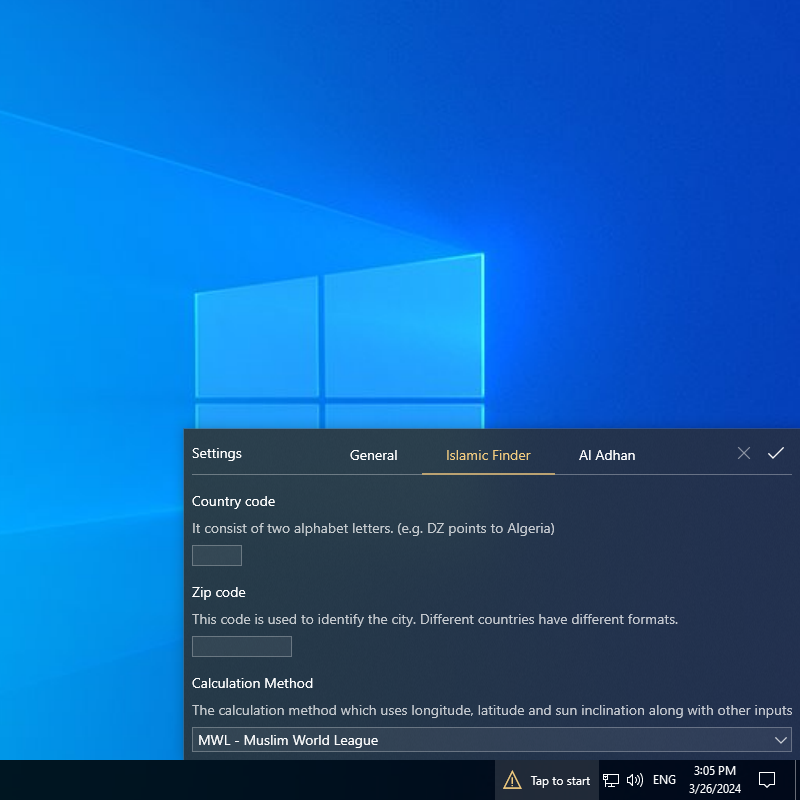 Settings General Islamic Finder Al Adhan
Country code
It consist of two alphabet letters. (e.g. DZ points to Algeria)
Zip code
This code is used to identify the city. Different countries have different formats.
Calculation Method
The calculation method which uses longitude, latitude and sun inclination along with other inputs
MWL - Muslim World League
Tap to start ENG
3:05 PM
3/26/2024